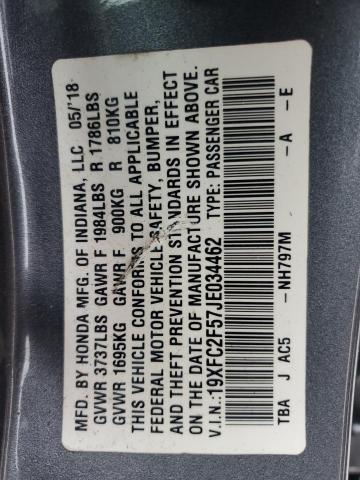 MFD. BY HONDA MFG. OF INDIANA, LLC 05/'18
GVWR 3737LBS GAWR F 1984LBS R 1786LBS
GVWR 1695KG GAWR F 900KG R 810KG
THIS VEHICLE CONFORMS TO ALL APPLICABLE
FEDERAL MOTOR VEHICLE SAFETY, BUMPER,
AND THEFT PREVENTION STANDARDS IN EFFECT
ON THE DATE OF MANUFACTURE SHOWN ABOVE.
V.I.N.:19XFC2F57JE034462 TYPE: PASSENGER CAR
TBA J AC5 -NH797M -A -E